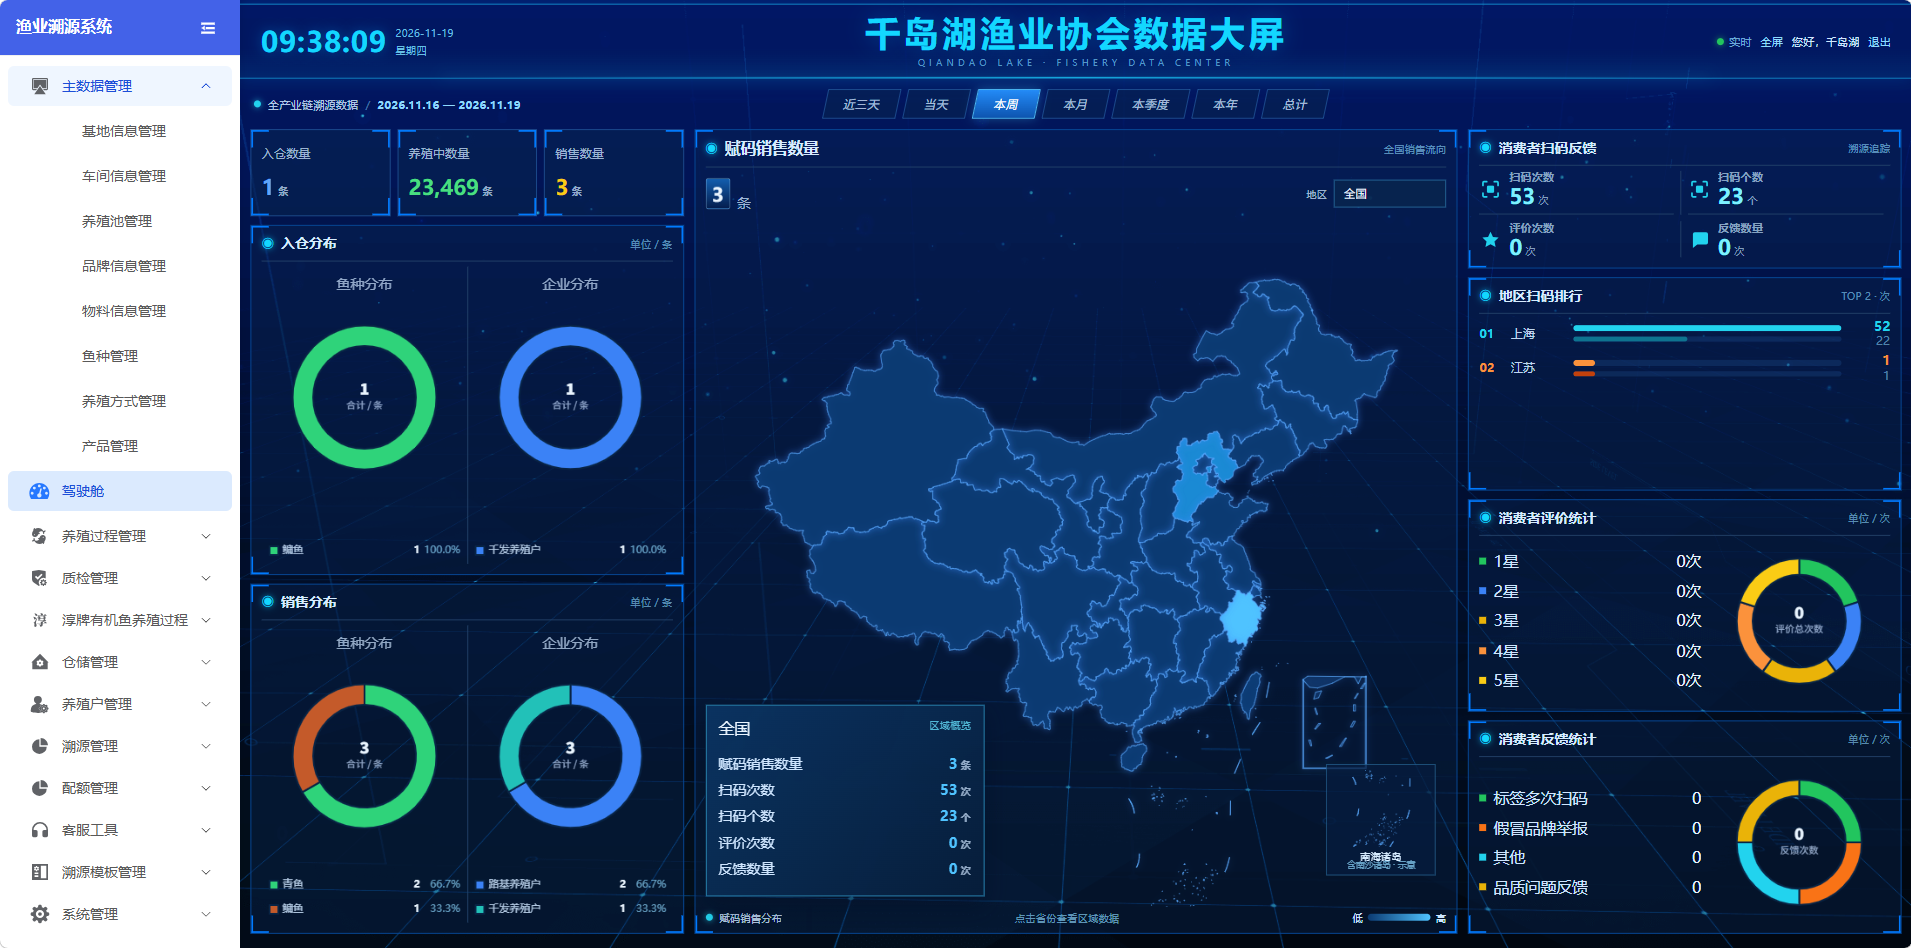 渔业溯源系统
主数据管理
基地信息管理
车间信息管理
养殖池管理
品牌信息管理
物料信息管理
鱼种管理
养殖方式管理
产品管理
驾驶舱
养殖过程管理
质检管理
淳牌有机鱼养殖过程
仓储管理
养殖户管理
溯源管理
配额管理
客服工具
溯源模板管理
系统管理
09:38:09
2026-11-19
星期四
千岛湖渔业协会数据大屏
QIANDAO LAKE · FISHERY DATA CENTER
实时 全屏 您好，千岛湖 退出
全产业链溯源数据 / 2026.11.16 — 2026.11.19
近三天 当天 本周 本月 本季度 本年 总计
入仓数量
1 条
养殖中数量
23,469 条
销售数量
3 条
入仓分布 单位 / 条
鱼种分布 企业分布
1
合计 / 条
1
合计 / 条
鳙鱼 1 100.0%
千发养殖户 1 100.0%
销售分布 单位 / 条
鱼种分布 企业分布
3
合计 / 条
3
合计 / 条
青鱼 2 66.7%
鳙鱼 1 33.3%
路基养殖户 2 66.7%
千发养殖户 1 33.3%
赋码销售数量 全国销售流向
3 条
地区 全国
全国 区域概览
赋码销售数量 3 条
扫码次数 53 次
扫码个数 23 个
评价次数 0 次
反馈数量 0 次
南海诸岛
含南沙诸岛 · 示意
赋码销售分布 点击省份查看区域数据 低 高
消费者扫码反馈 溯源追踪
扫码次数
53 次
扫码个数
23 个
评价次数
0 次
反馈数量
0 次
地区扫码排行 TOP 2 · 次
01 上海 52
22
02 江苏 1
1
消费者评价统计 单位 / 次
1星 0次
2星 0次
3星 0次
4星 0次
5星 0次
0
评价总次数
消费者反馈统计 单位 / 次
标签多次扫码 0
假冒品牌举报 0
其他 0
品质问题反馈 0
0
反馈次数